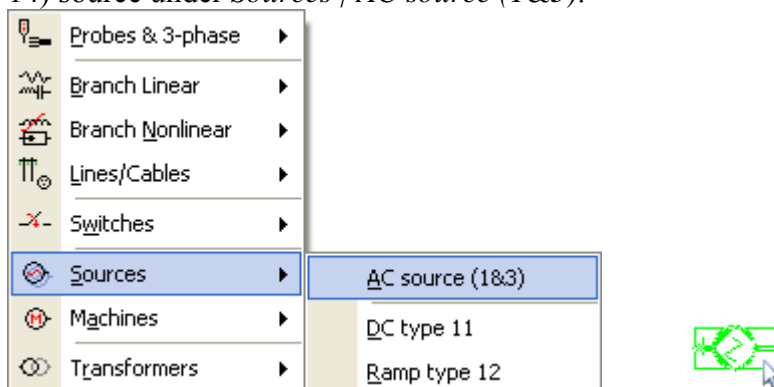 14) source under Sources / AC source (1&3).
Probes & 3-phase
Branch Linear
Branch Nonlinear
Lines/Cables
Switches
Sources
AC source (1&3)
Machines
DC type 11
Transformers
Ramp type 12